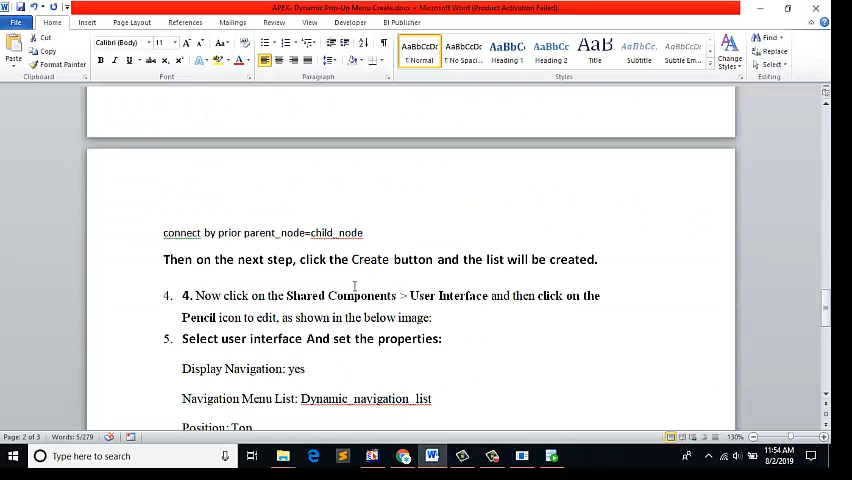 APEX- Dynamic Pop-Up Menu Create.docx - Microsoft Word (Product Activation Failed)
File Home Insert Page Layout References Mailings Review View Developer BI Publisher
Paste
Cut
Copy
Format Painter
Clipboard
Calibri (Body) 11
Font
Paragraph
AaBbCcDc AaBbCcDc AaBbC AaBbCc AaB AaBbCc. AaBbCcD
¶ Normal ¶ No Spaci... Heading 1 Heading 2 Title Subtitle Subtle Em...
Styles
Change
Styles
Find
Replace
Select
Editing
connect by prior parent_node=child_node
Then on the next step, click the Create button and the list will be created.
4. 4. Now click on the Shared Components > User Interface and then click on the
Pencil icon to edit, as shown in the below image:
5. Select user interface And set the properties:
Display Navigation: yes
Navigation Menu List: Dynamic_navigation_list
Position: Top
Page: 2 of 3 Words: 5/279 130%
Type here to search
11:54 AM
8/2/2019